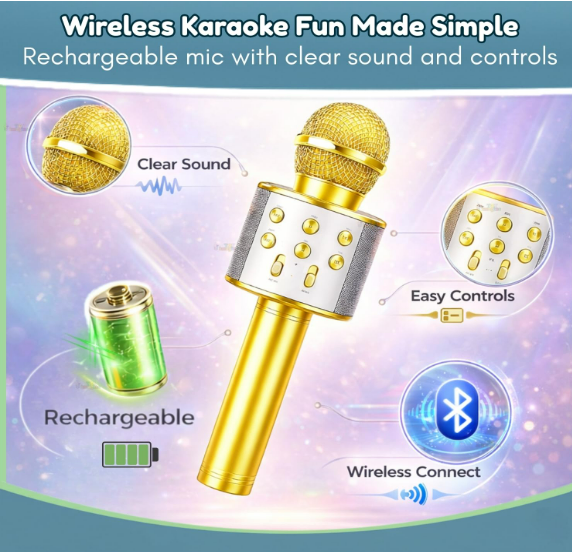 Wireless Karaoke Fun Made Simple
Rechargeable mic with clear sound and controls
Clear Sound
Easy Controls
Rechargeable
Wireless Connect